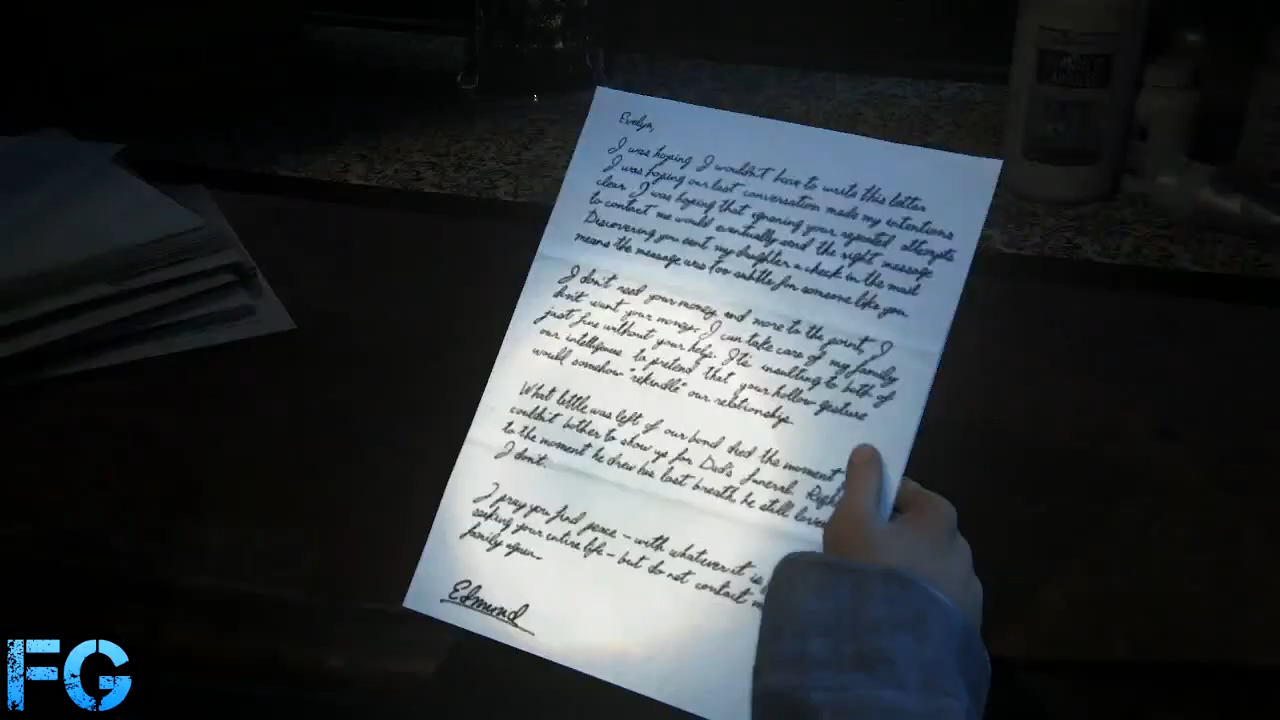 Evelyn,
I was hoping I wouldn't have to write this letter.
I was hoping our last conversation made my intentions
clear. I was hoping that ignoring your repeated attempts
to contact me would eventually send the right message.
Discovering you sent my daughter a check in the mail
means the message was too subtle for someone like you.
I don't need your money, and more to the point, I
don't want your money. I can take care of my family
just fine without your help. It's insulting to both of
our intelligence to pretend that your hollow gesture
would somehow "rekindle" our relationship.
What little was left of our bond died the moment
couldn't bother to show up for Dad's funeral. Right
to the moment he drew his last breath, he still loved
I don't.
I pray you find peace - with whatever it is
seeking your entire life - but do not contact
family again.
Edmund
FG